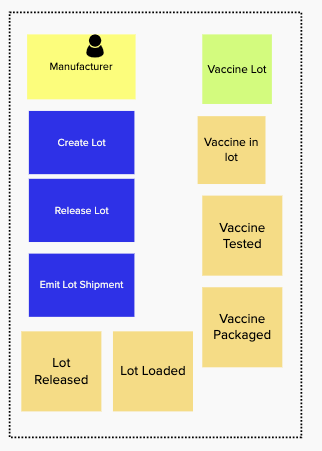 Manufacturer
Vaccine Lot
Create Lot
Vaccine in
lot
Release Lot
Vaccine
Tested
Emit Lot Shipment
Vaccine
Packaged
Lot
Released
Lot Loaded